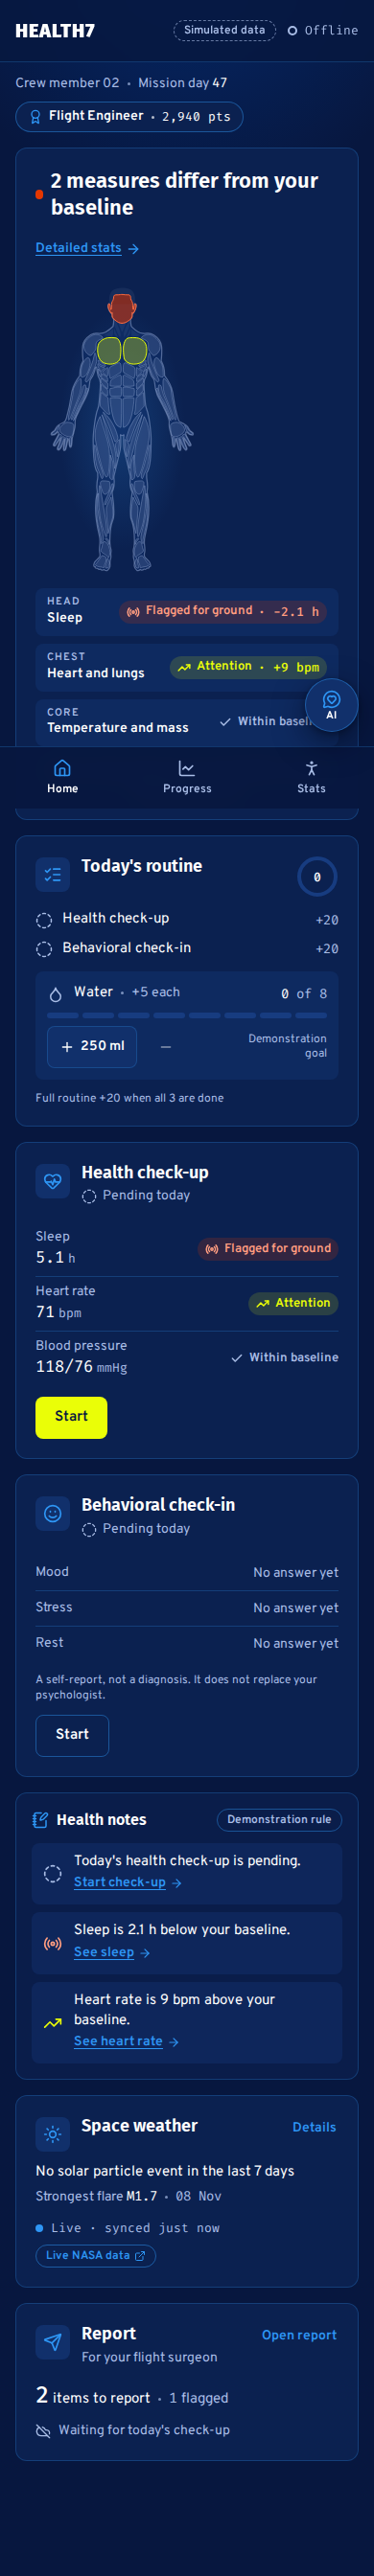 HEALTH7
Simulated data
Offline
Crew member 02 • Mission day 47
Flight Engineer • 2,940 pts
2 measures differ from your
baseline
Detailed stats →
HEAD
Sleep
Flagged for ground · -2.1 h
CHEST
Heart and lungs
Attention · +9 bpm
CORE
Temperature and mass
Within
AI
Home
Progress
Stats
Today's routine
0
Health check-up
+20
Behavioral check-in
+20
Water • +5 each
0 of 8
+ 250 ml
−
Demonstration
goal
Full routine +20 when all 3 are done
Health check-up
Pending today
Sleep
5.1 h
Flagged for ground
Heart rate
71 bpm
Attention
Blood pressure
118/76 mmHg
Within baseline
Start
Behavioral check-in
Pending today
Mood
No answer yet
Stress
No answer yet
Rest
No answer yet
A self-report, not a diagnosis. It does not replace your
psychologist.
Start
Health notes
Demonstration rule
Today's health check-up is pending.
Start check-up →
Sleep is 2.1 h below your baseline.
See sleep →
Heart rate is 9 bpm above your
baseline.
See heart rate →
Space weather
Details
No solar particle event in the last 7 days
Strongest flare M1.7 • 08 Nov
Live · synced just now
Live NASA data
Report
Open report
For your flight surgeon
2 items to report • 1 flagged
Waiting for today's check-up